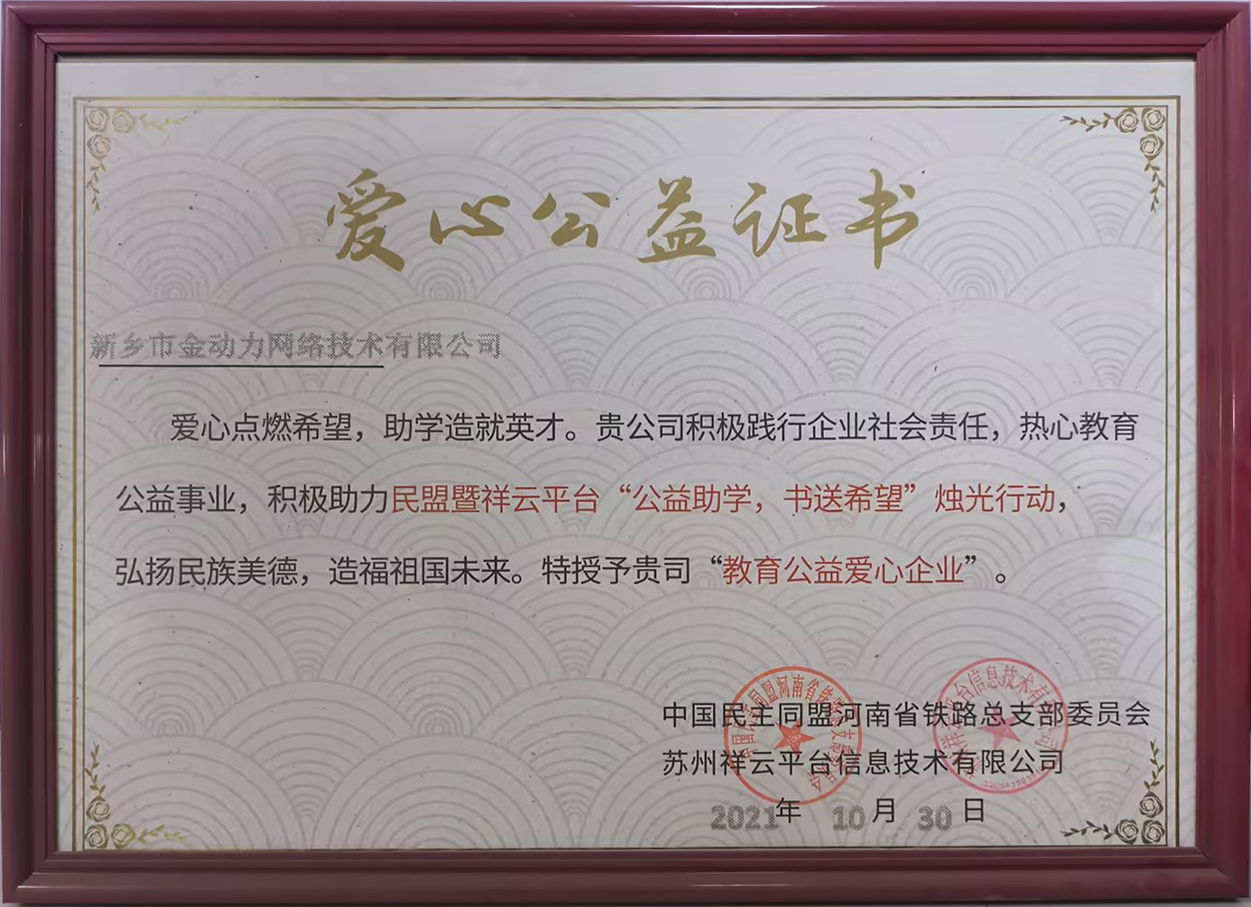 爱心公益证书
新乡市金动力网络技术有限公司
爱心点燃希望，助学造就英才。贵公司积极践行企业社会责任，热心教育
公益事业，积极助力民盟暨祥云平台“公益助学，书送希望”烛光行动，
弘扬民族美德，造福祖国未来。特授予贵司“教育公益爱心企业”。
中国民主同盟河南省铁路总支部委员会
苏州祥云平台信息技术有限公司
2021年 10月 30日